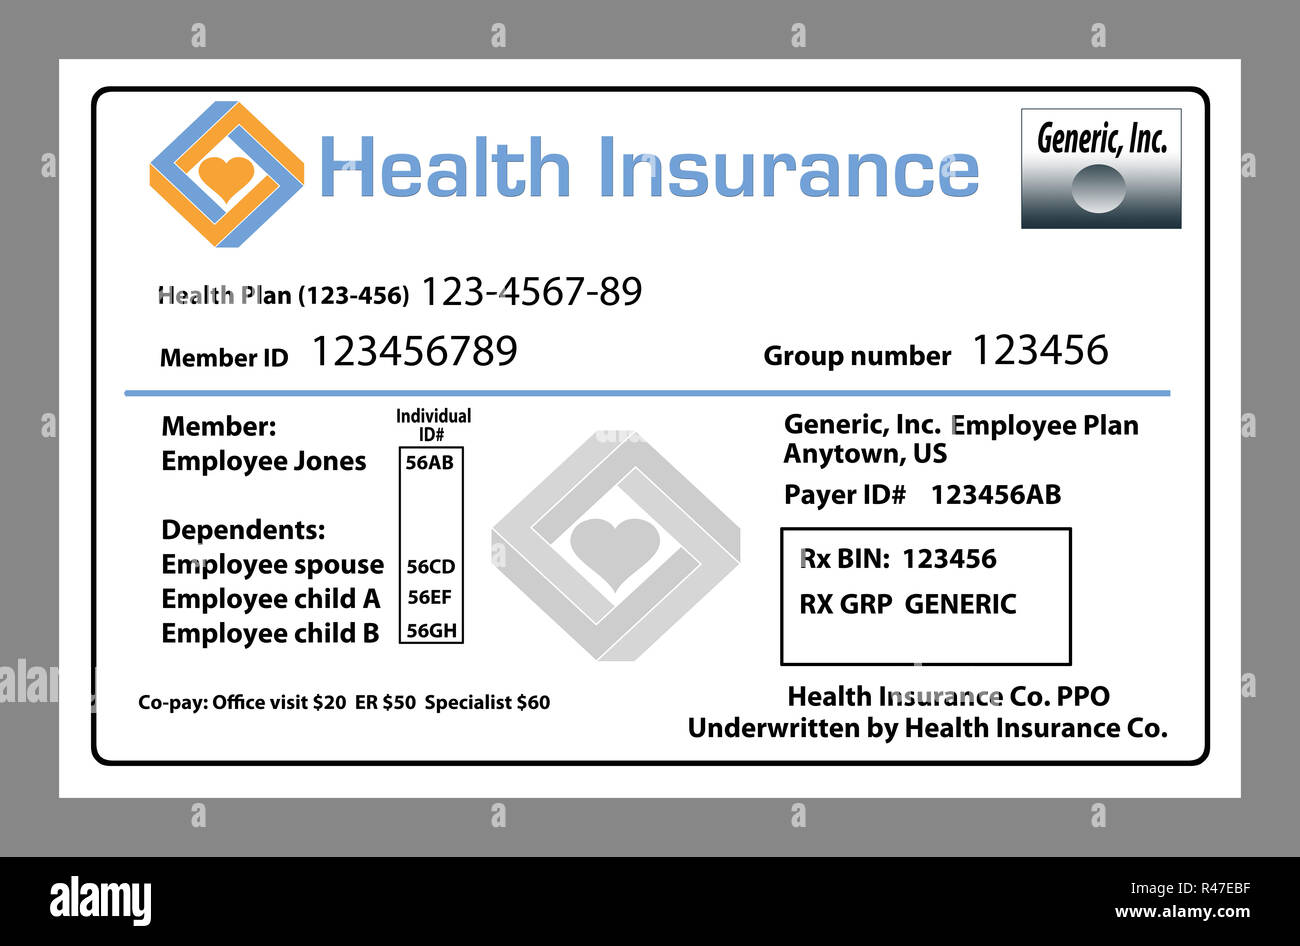 Health Insurance
Generic, Inc.
Health Plan (123-456) 123-4567-89
Member ID 123456789
Group number 123456
Member:
Employee Jones
Dependents:
Employee spouse
Employee child A
Employee child B
Individual
ID#
56AB
56CD
56EF
56GH
Co-pay: Office visit $20 ER $50 Specialist $60
Generic, Inc. Employee Plan
Anytown, US
Payer ID# 123456AB
Rx BIN: 123456
RX GRP GENERIC
Health Insurance Co. PPO
Underwritten by Health Insurance Co.
a a a a
a a
a a
a a
a a a a
alamy
Image ID: R47EBF
www.alamy.com